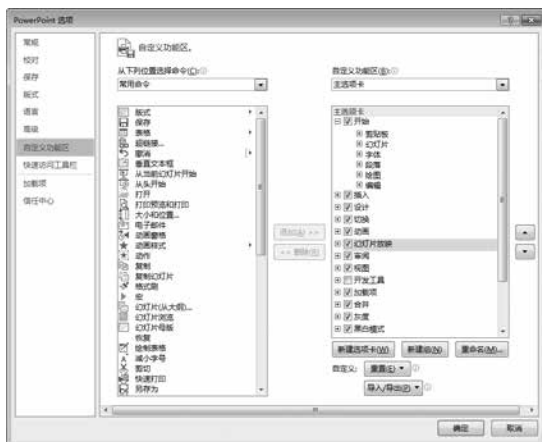 PowerPoint 选项
常规
校对
保存
版式
语言
高级
自定义功能区
快速访问工具栏
加载项
信任中心
自定义功能区。
从下列位置选择命令(C):
常用命令
版式
保存
表格
超链接...
撤消
垂直文本框
从当前幻灯片开始
从头开始
打开
打印预览和打印
大小和位置...
电子邮件
动画窗格
动画样式
动作
复制
复制幻灯片
格式刷
宏
幻灯片(从大纲)...
幻灯片浏览
幻灯片母版
恢复
绘制表格
减小字号
剪切
快速打印
另存为
添加(A) >>
<< 删除(R)
自定义功能区(B):
主选项卡
主选项卡
开始
剪贴板
幻灯片
字体
段落
绘图
编辑
插入
设计
切换
动画
幻灯片放映
审阅
视图
开发工具
加载项
合并
灰度
黑白模式
新建选项卡(W)
新建组(N)
重命名(M)...
自定义:
重置(E)
导入/导出(P)
确定
取消